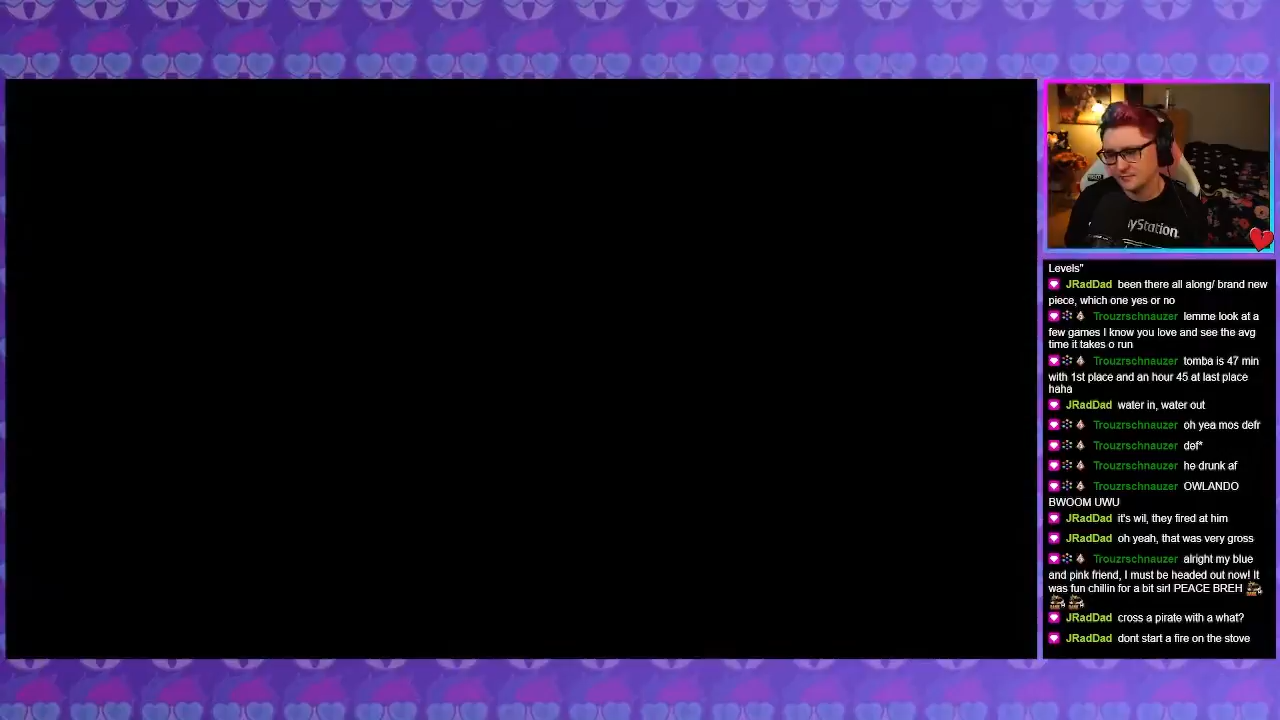 yStation
Levels"
JRadDad been there all along/ brand new
piece, which one yes or no
Trouzrschnauzer lemme look at a
few games I know you love and see the avg
time it takes o run
Trouzrschnauzer tomba is 47 min
with 1st place and an hour 45 at last place
haha
JRadDad water in, water out
Trouzrschnauzer oh yea mos defr
Trouzrschnauzer def*
Trouzrschnauzer he drunk af
Trouzrschnauzer OWLANDO
BWOOM UWU
JRadDad it's wil, they fired at him
JRadDad oh yeah, that was very gross
Trouzrschnauzer alright my blue
and pink friend, I must be headed out now! It
was fun chillin for a bit sir! PEACE BREH
JRadDad cross a pirate with a what?
JRadDad dont start a fire on the stove